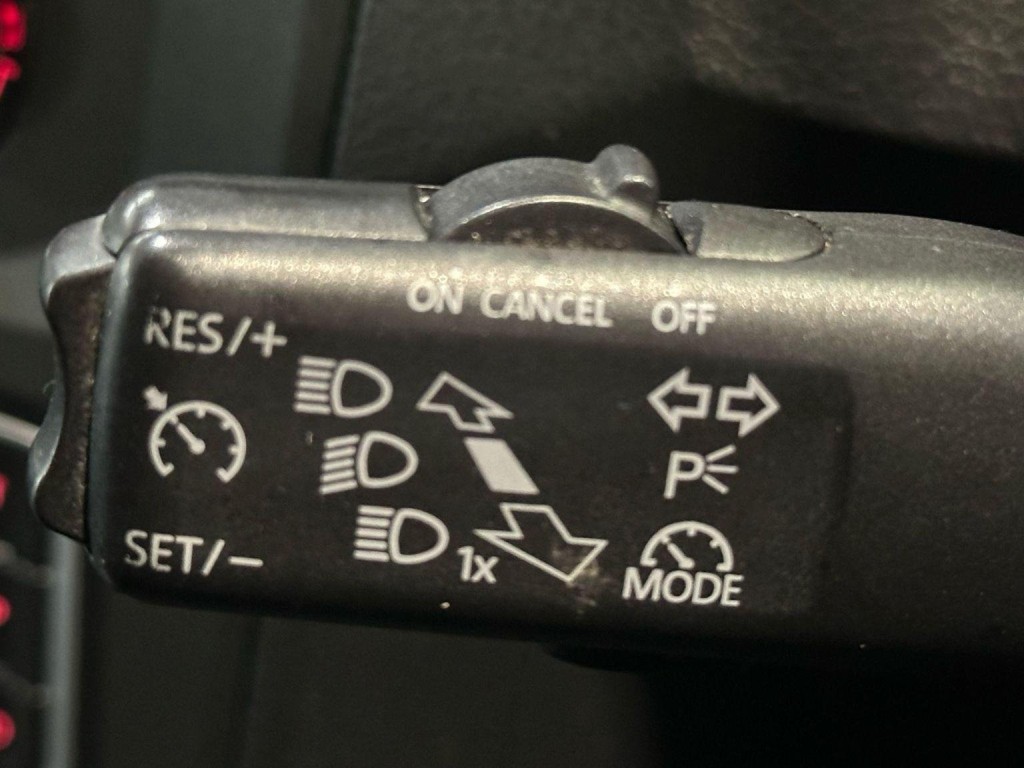 ON CANCEL OFF
RES/+
P
SET/−
1x
MODE